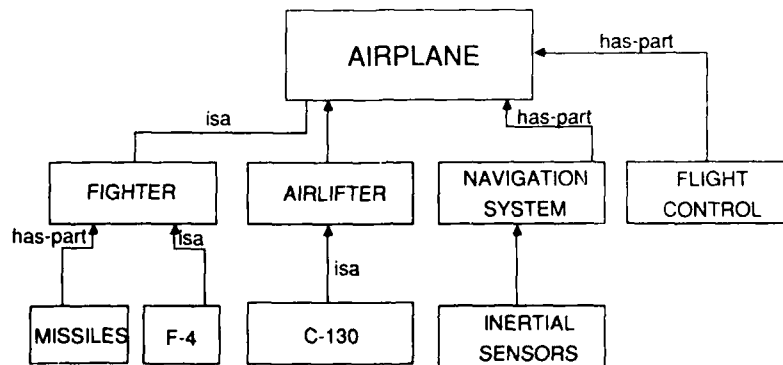 AIRPLANE
has-part
isa
has-part
FIGHTER
AIRLIFTER
NAVIGATION
SYSTEM
FLIGHT
CONTROL
has-part
isa
isa
MISSILES
F-4
C-130
INERTIAL
SENSORS